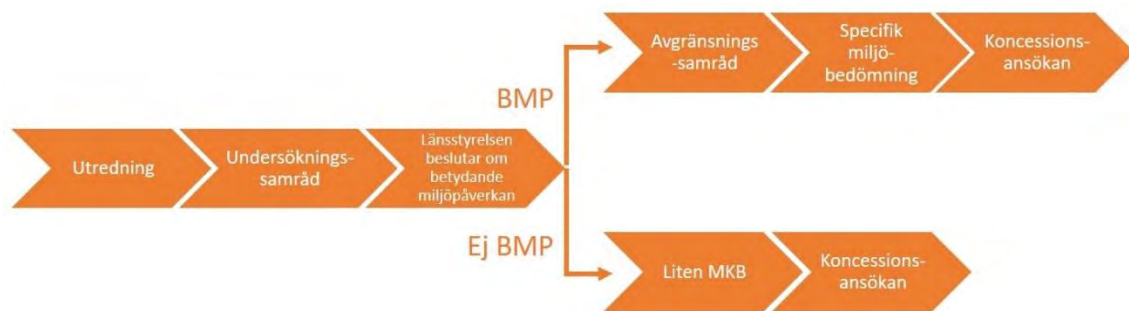 Utredning
Undersöknings-
samråd
Länsstyrelsen
beslutar om
betydande
miljöpåverkan
BMP
Avgränsnings
-samråd
Specifik
miljö-
bedömning
Koncessions-
ansökan
Ej BMP
Liten MKB
Koncessions-
ansökan